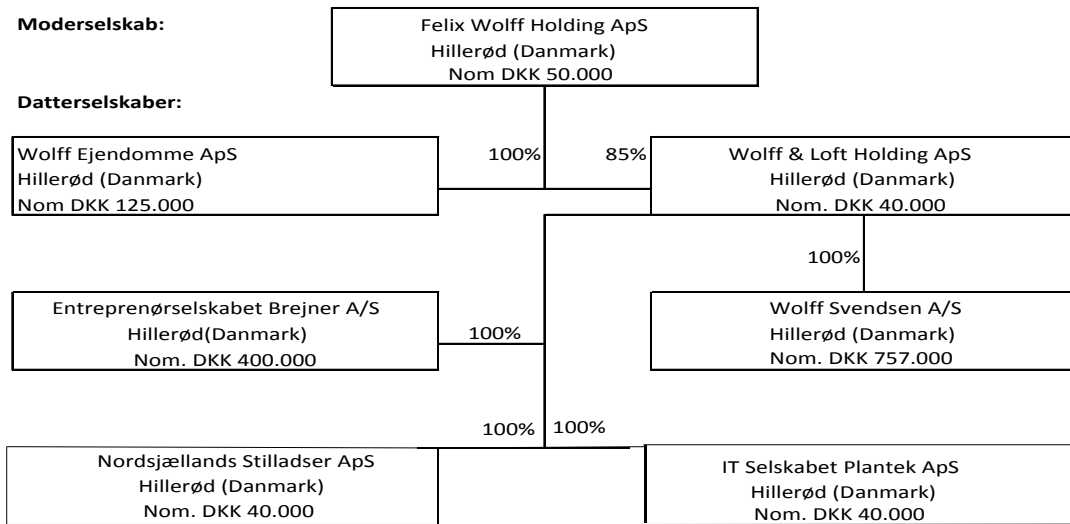 Moderselskab:
Felix Wolff Holding ApS
Hillerød (Danmark)
Nom DKK 50.000
Datterselskaber:
Wolff Ejendomme ApS
Hillerød (Danmark)
Nom DKK 125.000
100%
85%
Wolff & Loft Holding ApS
Hillerød (Danmark)
Nom. DKK 40.000
100%
Entreprenørselskabet Brejner A/S
Hillerød(Danmark)
Nom. DKK 400.000
100%
Wolff Svendsen A/S
Hillerød (Danmark)
Nom. DKK 757.000
100%
100%
Nordsjællands Stilladser ApS
Hillerød (Danmark)
Nom. DKK 40.000
IT Selskabet Plantek ApS
Hillerød (Danmark)
Nom. DKK 40.000